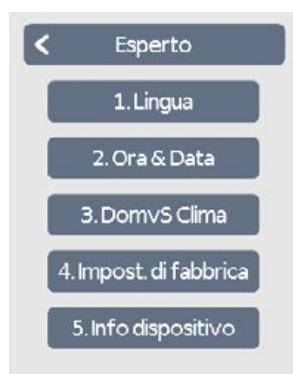 Esperto
1. Lingua
2. Ora & Data
3. DomvS Clima
4. Impost. di fabbrica
5. Info dispositivo